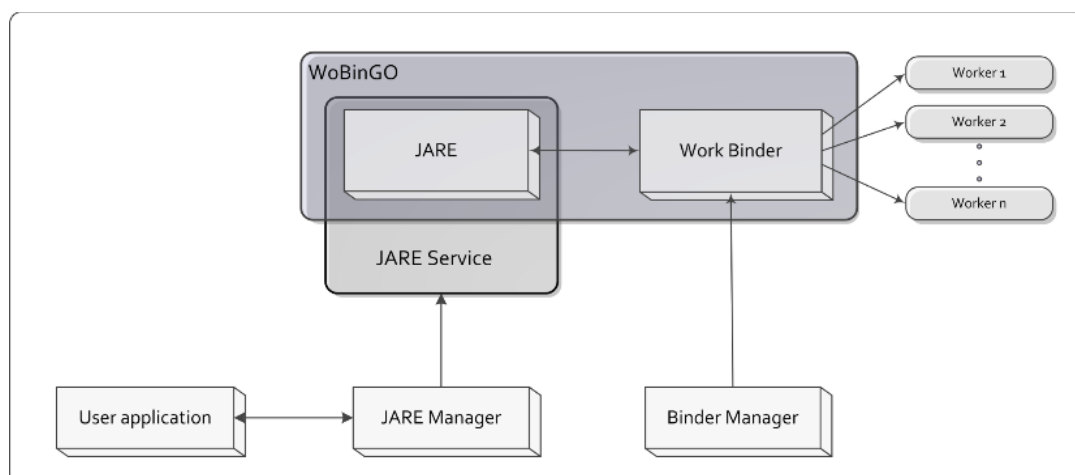 WoBinGO
Worker 1
JARE
Work Binder
Worker 2
Worker n
JARE Service
User application
JARE Manager
Binder Manager